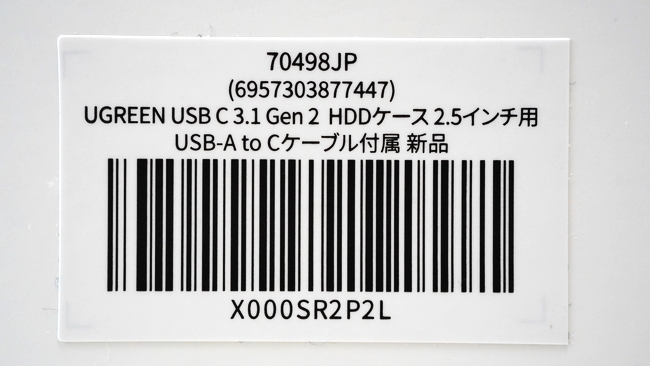 70498JP
(6957303877447)
UGREEN USB C 3.1 Gen 2 HDDケース 2.5インチ用
USB-A to Cケーブル付属 新品
X000SR2P2L